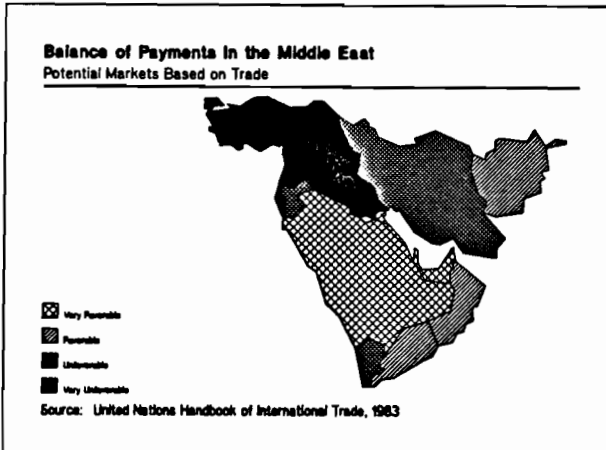 Balance of Payments in the Middle East
Potential Markets Based on Trade
Very Favorable
Favorable
Unfavorable
Very Unfavorable
Source: United Nations Handbook of International Trade, 1983